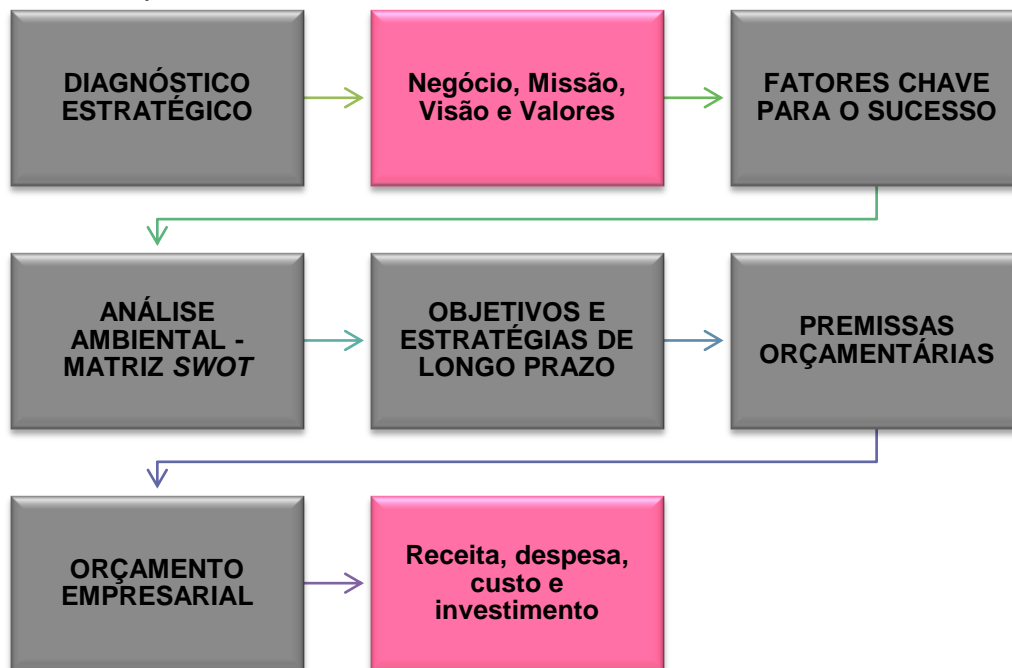 DIAGNÓSTICO
ESTRATÉGICO
Negócio, Missão,
Visão e Valores
FATORES CHAVE
PARA O SUCESSO
ANÁLISE
AMBIENTAL -
MATRIZ SWOT
OBJETIVOS E
ESTRATÉGIAS DE
LONGO PRAZO
PREMISSAS
ORÇAMENTÁRIAS
ORÇAMENTO
EMPRESARIAL
Receita, despesa,
custo e
investimento